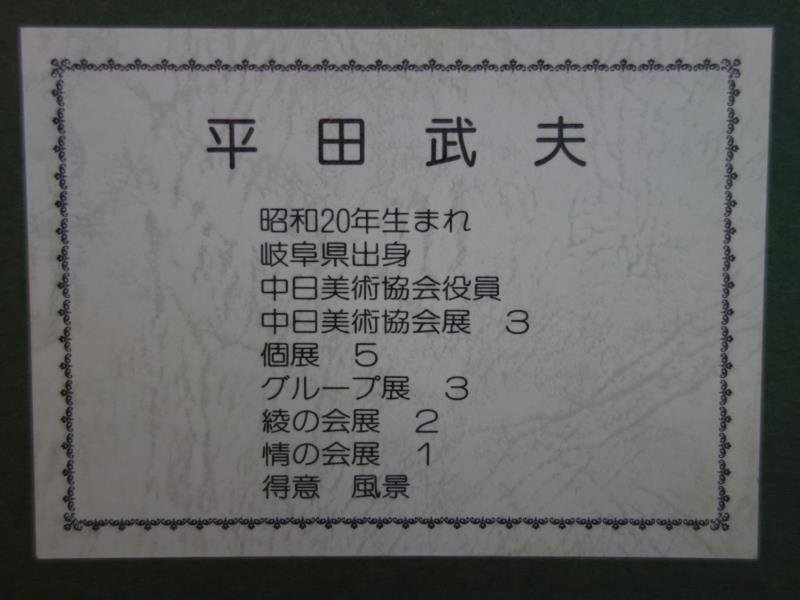 平田武夫
昭和20年生まれ
岐阜県出身
中日美術協会役員
中日美術協会展　3
個展　5
グループ展　3
綾の会展　2
情の会展　1
得意　風景